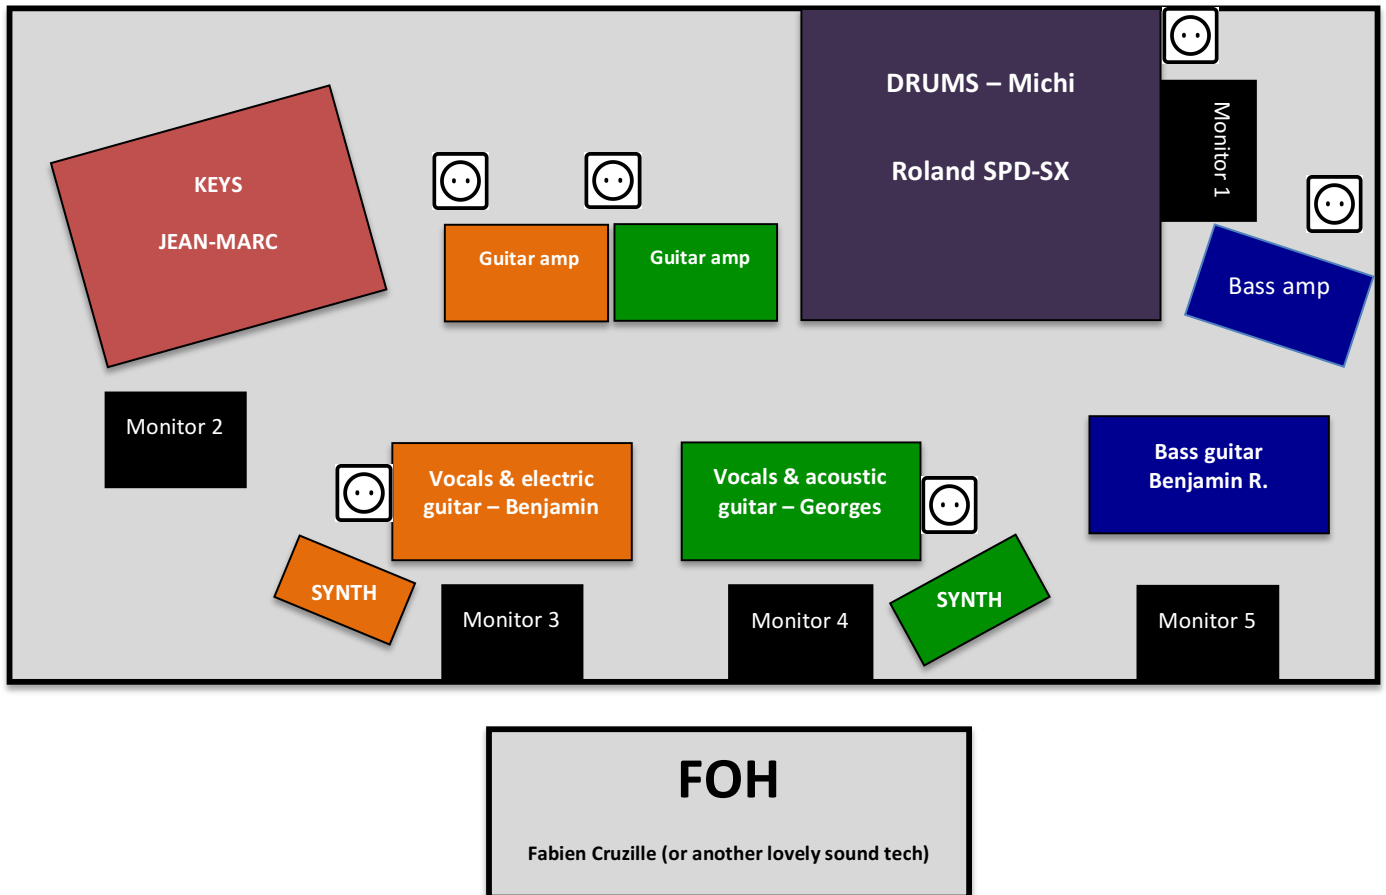 DRUMS – Michi
Roland SPD-SX
Monitor 1
KEYS
JEAN-MARC
Guitar amp
Guitar amp
Bass amp
Monitor 2
Vocals & electric
guitar – Benjamin
Vocals & acoustic
guitar – Georges
Bass guitar
Benjamin R.
SYNTH
SYNTH
Monitor 3
Monitor 4
Monitor 5
FOH
Fabien Cruzille (or another lovely sound tech)